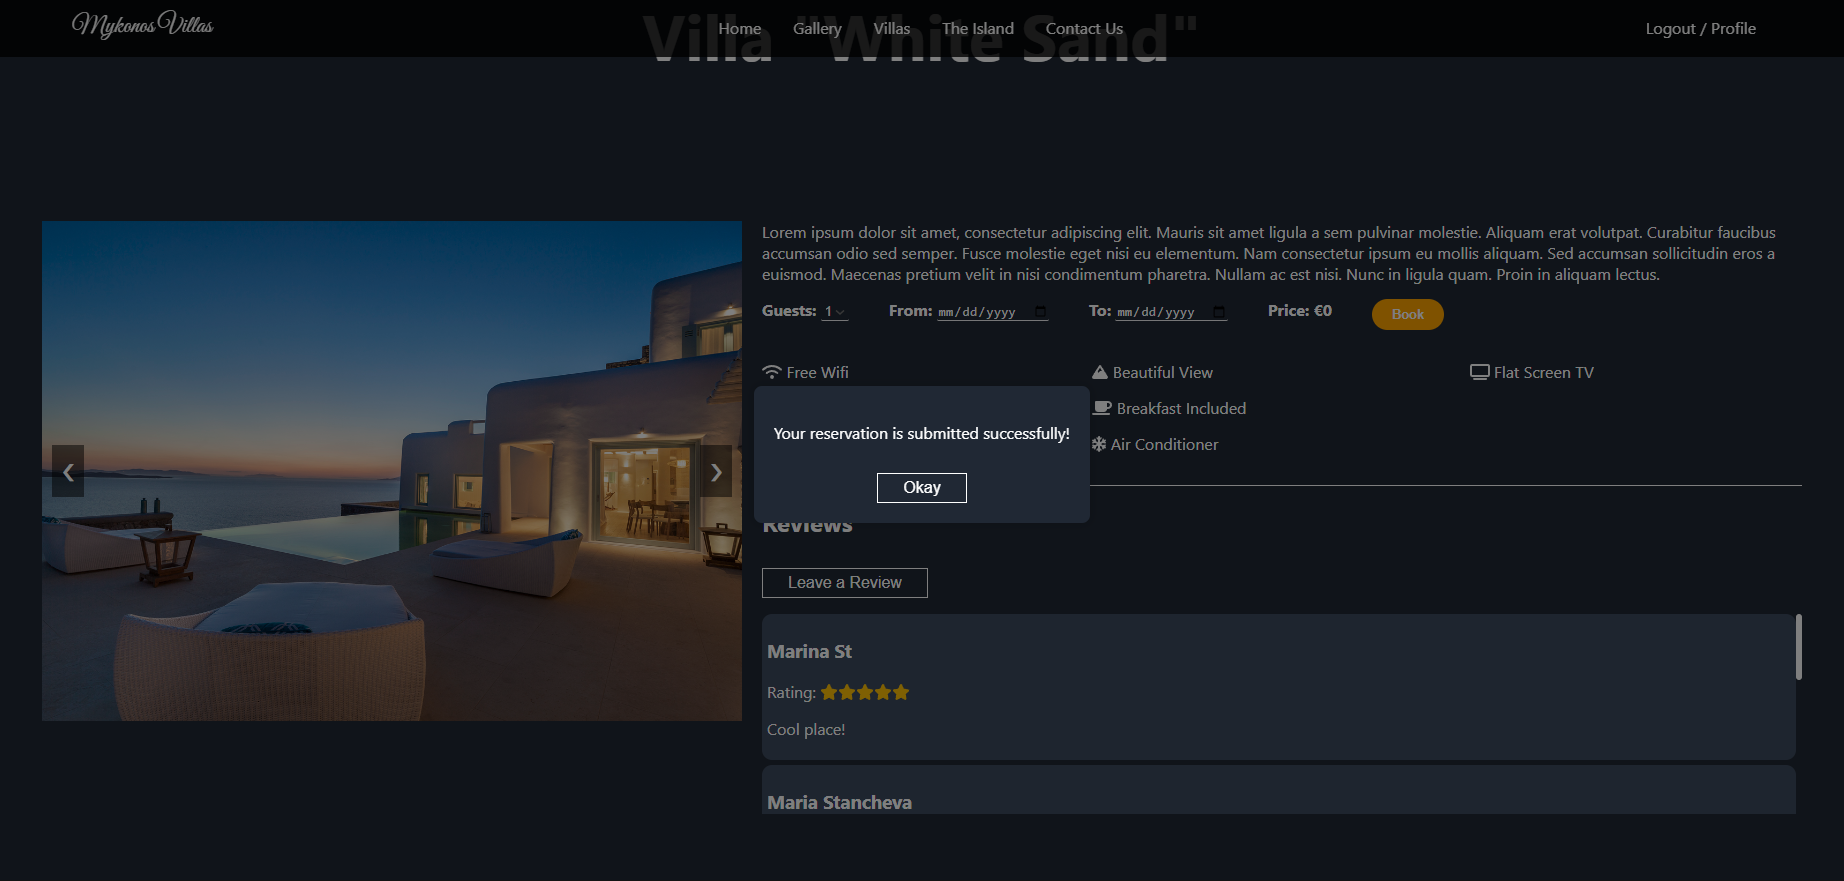 Mykonos Villas
Home
Gallery
Villas
The Island
Contact Us
Logout / Profile
Villa "White Sand"
Lorem ipsum dolor sit amet, consectetur adipiscing elit. Mauris sit amet ligula a sem pulvinar molestie. Aliquam erat volutpat. Curabitur faucibus
accumsan odio sed semper. Fusce molestie eget nisi eu elementum. Nam consectetur ipsum eu mollis aliquam. Sed accumsan sollicitudin eros a
euismod. Maecenas pretium velit in nisi condimentum pharetra. Nullam ac est nisi. Nunc in ligula quam. Proin in aliquam lectus.
Guests: 1
From: mm/dd/yyyy
To: mm/dd/yyyy
Price: €0
Book
Free Wifi
Beautiful View
Flat Screen TV
Breakfast Included
Air Conditioner
Your reservation is submitted successfully!
Okay
Reviews
Leave a Review
Marina St
Rating:
Cool place!
Maria Stancheva